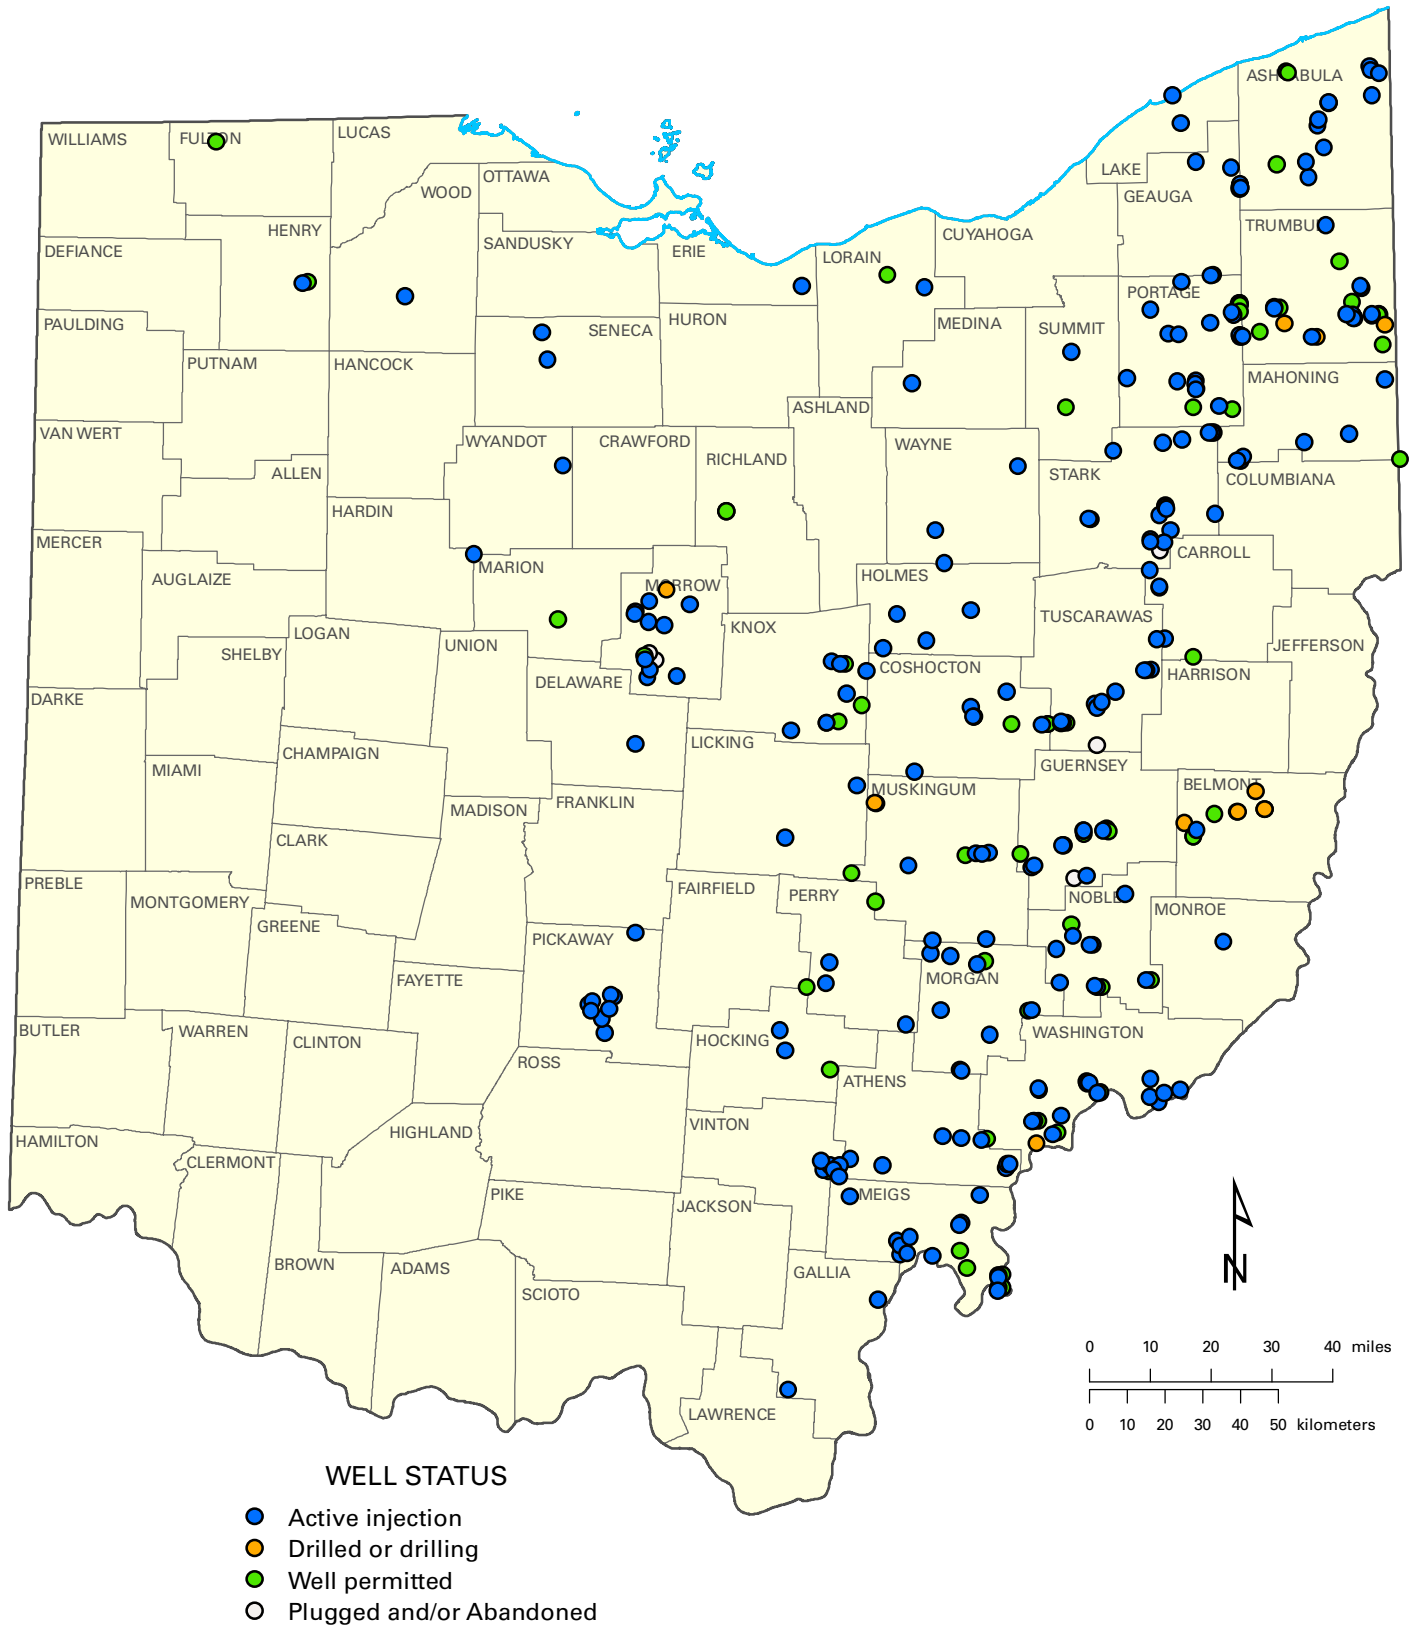 ASHTABULA
WILLIAMS
FULTON
LUCAS
LAKE
OTTAWA
WOOD
GEAUGA
TRUMBULL
HENRY
CUYAHOGA
SANDUSKY
DEFIANCE
ERIE
LORAIN
PORTAGE
PAULDING
HURON
MEDINA
SUMMIT
SENECA
PUTNAM
HANCOCK
MAHONING
ASHLAND
VAN WERT
WYANDOT
CRAWFORD
WAYNE
RICHLAND
ALLEN
STARK
COLUMBIANA
HARDIN
MERCER
CARROLL
MARION
HOLMES
AUGLAIZE
MORROW
TUSCARAWAS
KNOX
LOGAN
UNION
JEFFERSON
SHELBY
COSHOCTON
HARRISON
DELAWARE
DARKE
LICKING
CHAMPAIGN
GUERNSEY
MIAMI
BELMONT
MUSKINGUM
FRANKLIN
MADISON
CLARK
PREBLE
FAIRFIELD
PERRY
NOBLE
MONTGOMERY
MONROE
GREENE
PICKAWAY
MORGAN
FAYETTE
BUTLER
WARREN
WASHINGTON
HOCKING
CLINTON
ROSS
ATHENS
VINTON
HIGHLAND
HAMILTON
CLERMONT
PIKE
MEIGS
JACKSON
BROWN
ADAMS
GALLIA
SCIOTO
LAWRENCE
N
0 10 20 30 40 miles
0 10 20 30 40 50 kilometers
WELL STATUS
Active injection
Drilled or drilling
Well permitted
Plugged and/or Abandoned